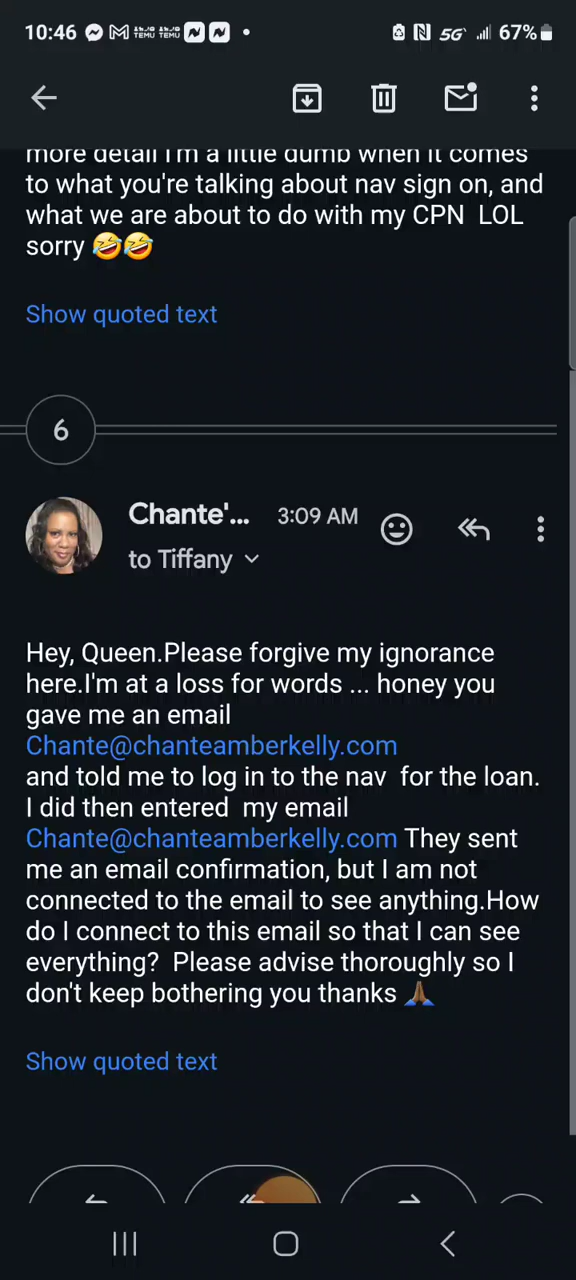 10:46 M TEMU TEMU N N • N 5G 67%
more detail I'm a little dumb when it comes
to what you're talking about nav sign on, and
what we are about to do with my CPN LOL
sorry 🤣🤣
Show quoted text
6
Chante'... 3:09 AM
to Tiffany
Hey, Queen.Please forgive my ignorance
here.I'm at a loss for words ... honey you
gave me an email
Chante@chanteamberkelly.com
and told me to log in to the nav for the loan.
I did then entered my email
Chante@chanteamberkelly.com They sent
me an email confirmation, but I am not
connected to the email to see anything.How
do I connect to this email so that I can see
everything? Please advise thoroughly so I
don't keep bothering you thanks 🙏🏾
Show quoted text